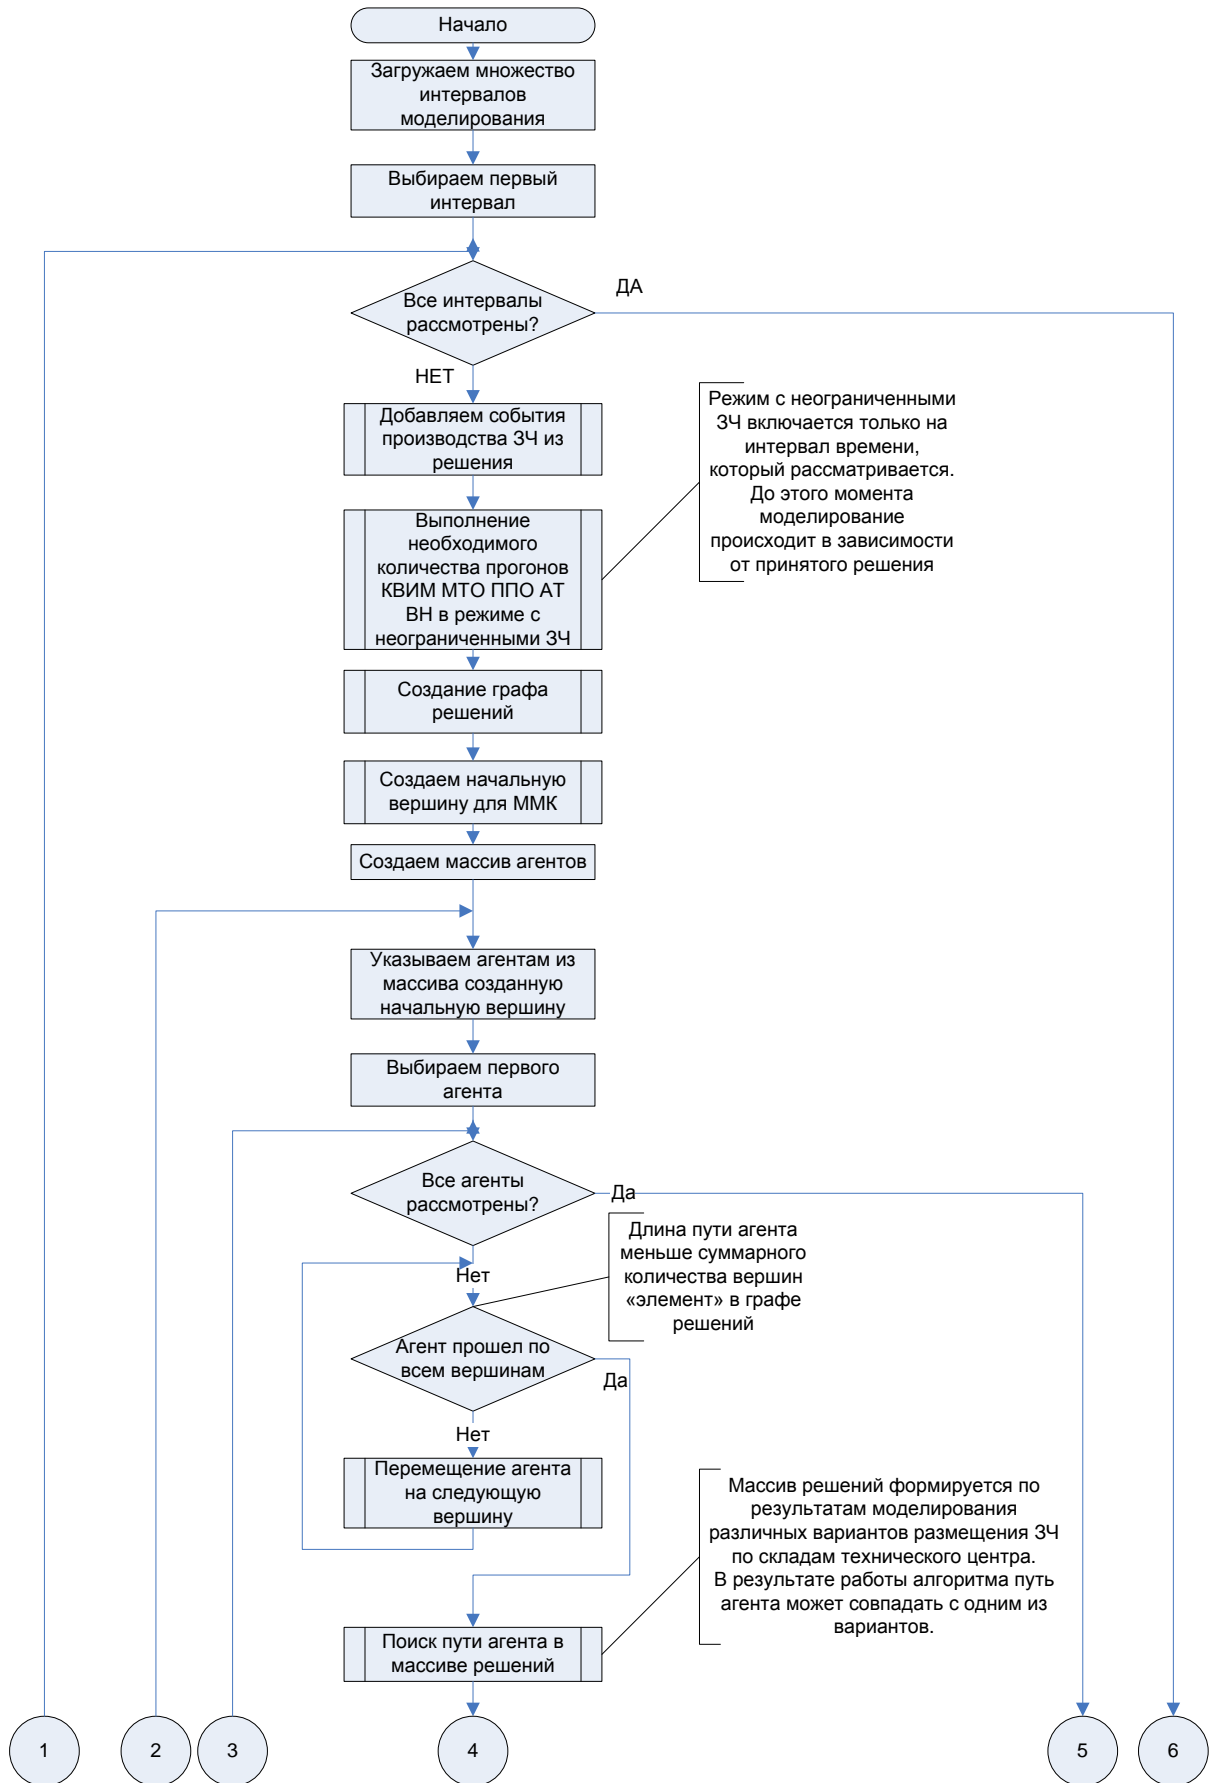 Начало
Загружаем множество
интервалов
моделирования
Выбираем первый
интервал
Все интервалы
рассмотрены?
ДА
НЕТ
Добавляем события
производства ЗЧ из
решения
Режим с неограниченными
ЗЧ включается только на
интервал времени,
который рассматривается.
До этого момента
моделирование
происходит в зависимости
от принятого решения
Выполнение
необходимого
количества прогонов
КВИМ МТО ППО АТ
ВН в режиме с
неограниченными ЗЧ
Создание графа
решений
Создаем начальную
вершину для ММК
Создаем массив агентов
Указываем агентам из
массива созданную
начальную вершину
Выбираем первого
агента
Все агенты
рассмотрены?
Да
Длина пути агента
меньше суммарного
количества вершин
«элемент» в графе
решений
Нет
Агент прошел по
всем вершинам
Да
Нет
Перемещение агента
на следующую
вершину
Массив решений формируется по
результатам моделирования
различных вариантов размещения ЗЧ
по складам технического центра.
В результате работы алгоритма путь
агента может совпадать с одним из
вариантов.
Поиск пути агента в
массиве решений
1
2
3
4
5
6